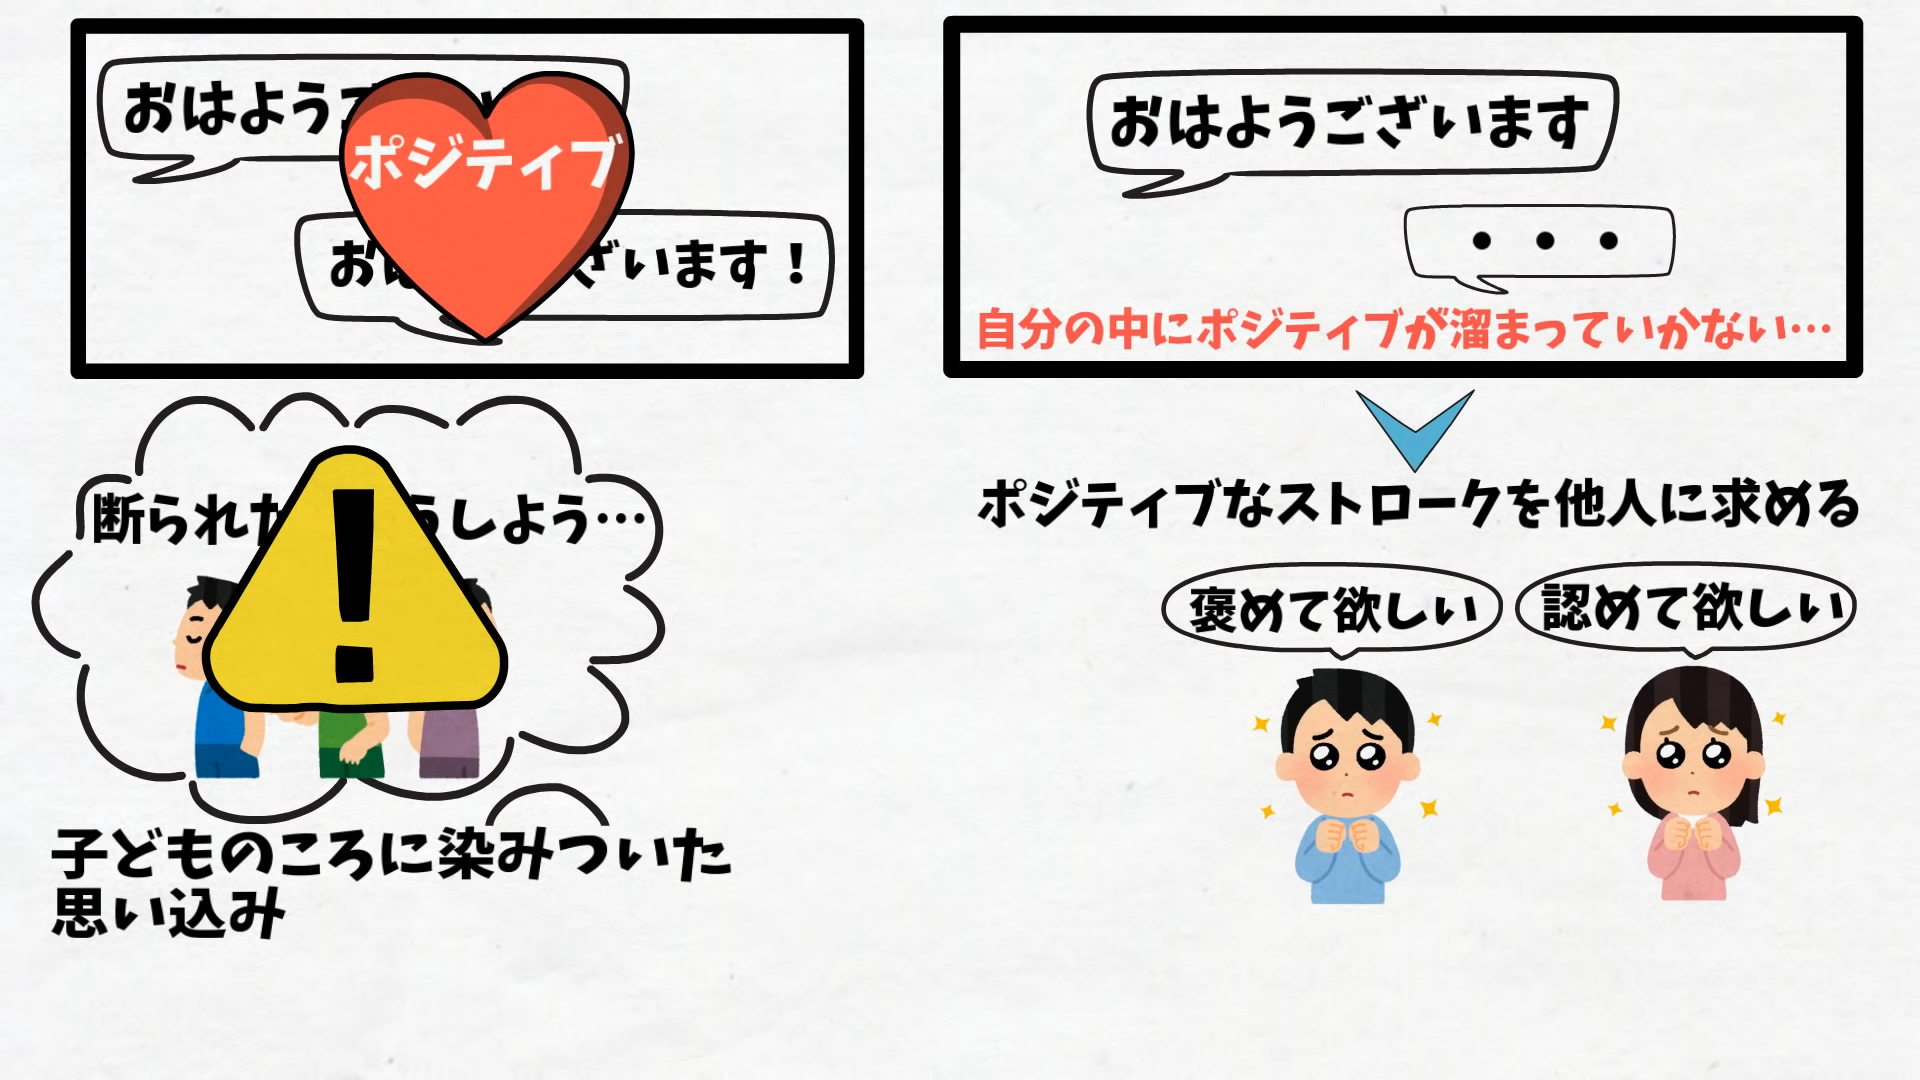 おはようご
ポジティブ
おは ざいます！
おはようございます
・・・
自分の中にポジティブが溜まっていかない…
ポジティブなストロークを他人に求める
断られた うしよう…
褒めて欲しい
認めて欲しい
!
子どものころに染みついた
思い込み